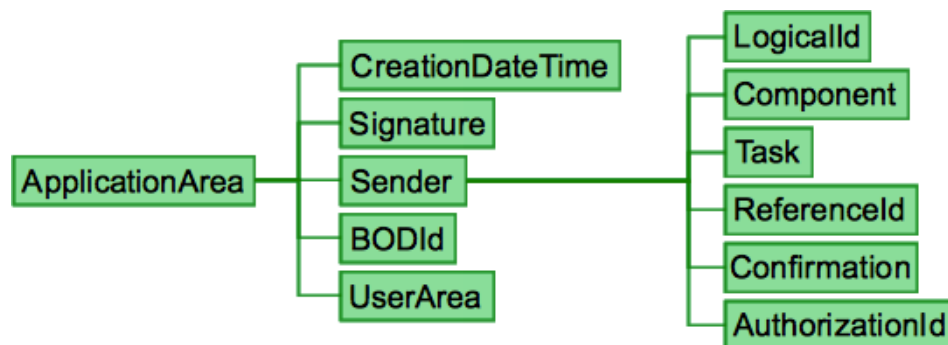 ApplicationArea
CreationDateTime
Signature
Sender
BODId
UserArea
LogicalId
Component
Task
ReferenceId
Confirmation
AuthorizationId